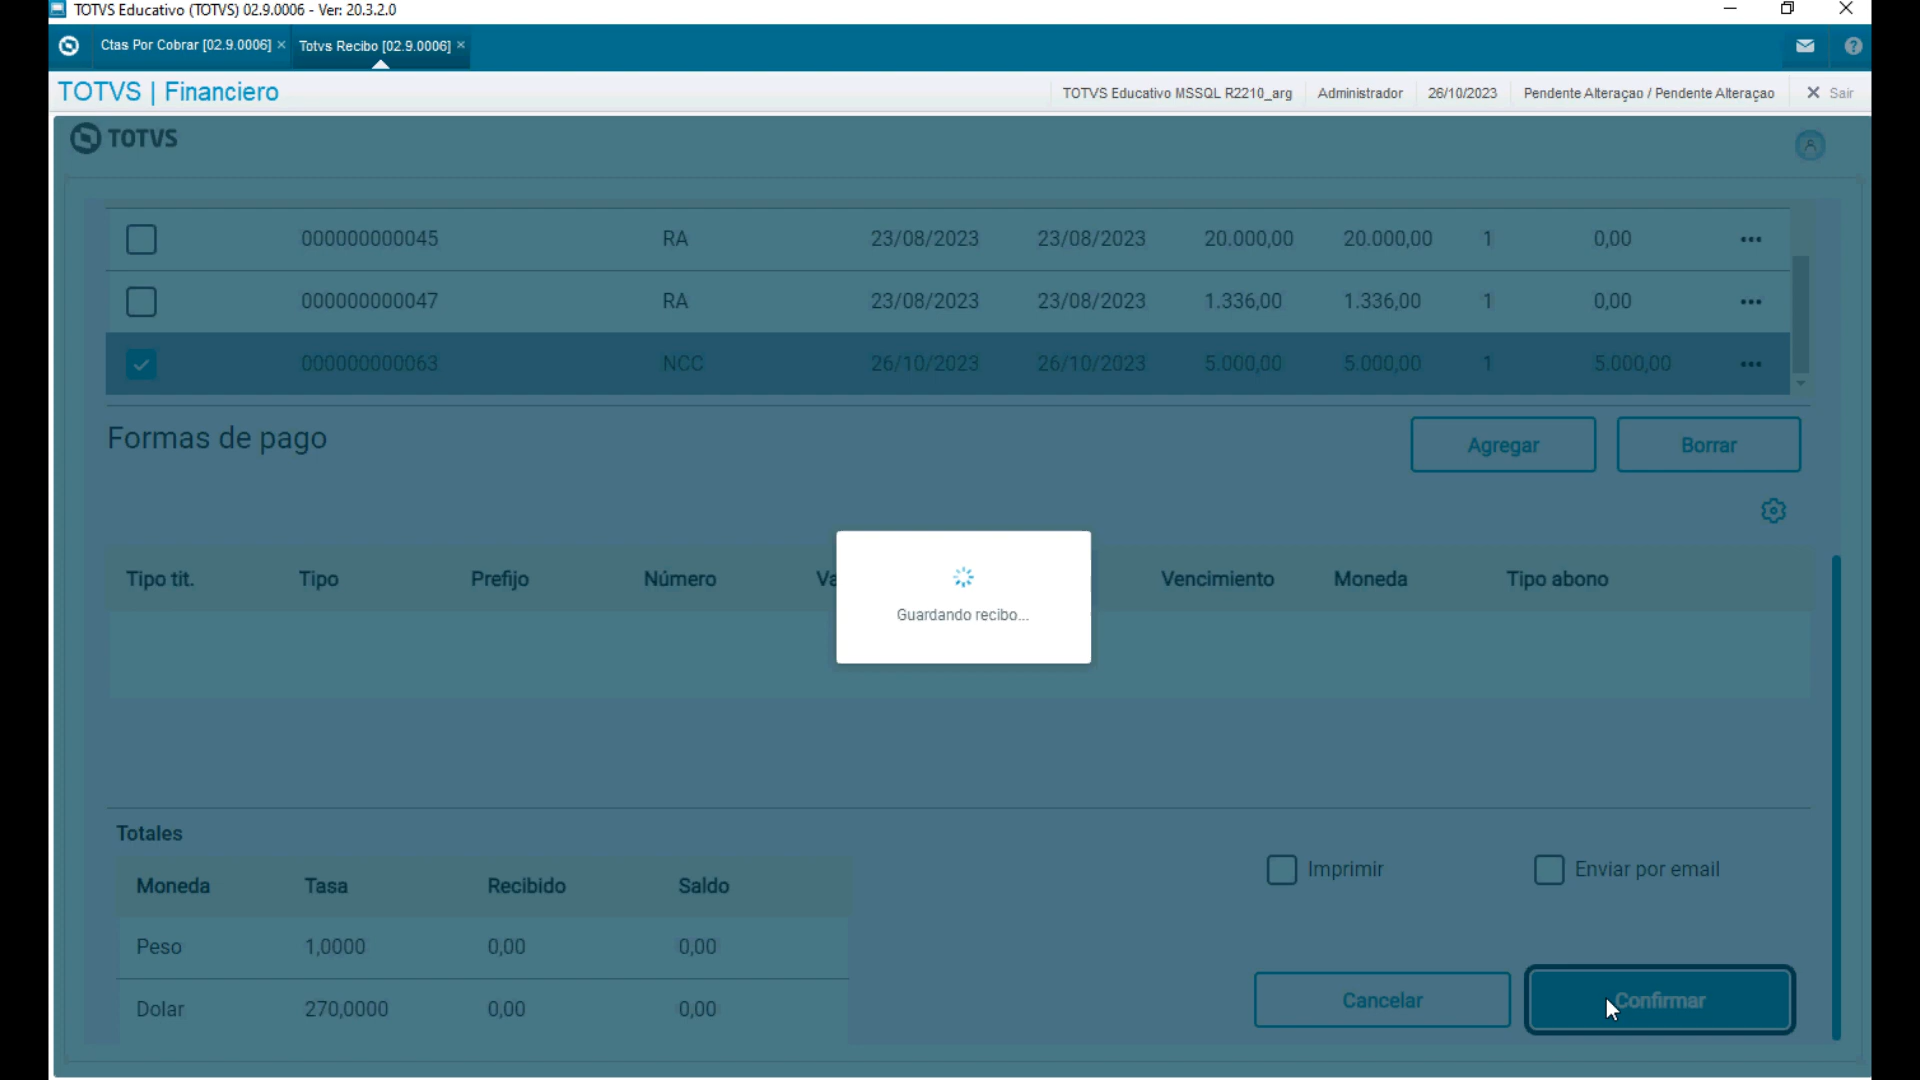 TOTVS Educativo (TOTVS) 02.9.0006 - Ver: 20.3.2.0
Ctas Por Cobrar [02.9.0006] × Totvs Recibo [02.9.0006] ×
TOTVS | Financiero TOTVS Educativo MSSQL R2210_arg Administrador 26/10/2023 Pendente Alteraçao / Pendente Alteraçao Sair
TOTVS
000000000045 RA 23/08/2023 23/08/2023 20.000,00 20.000,00 1 0,00
000000000047 RA 23/08/2023 23/08/2023 1.336,00 1.336,00 1 0,00
000000000063 NCC 26/10/2023 26/10/2023 5.000,00 5.000,00 1 5.000,00
Formas de pago Agregar Borrar
Tipo tit. Tipo Prefijo Número Vencimiento Moneda Tipo abono
Guardando recibo...
Totales
Imprimir Enviar por email
Moneda Tasa Recibido Saldo
Peso 1,0000 0,00 0,00
Dolar 270,0000 0,00 0,00
Cancelar Confirmar